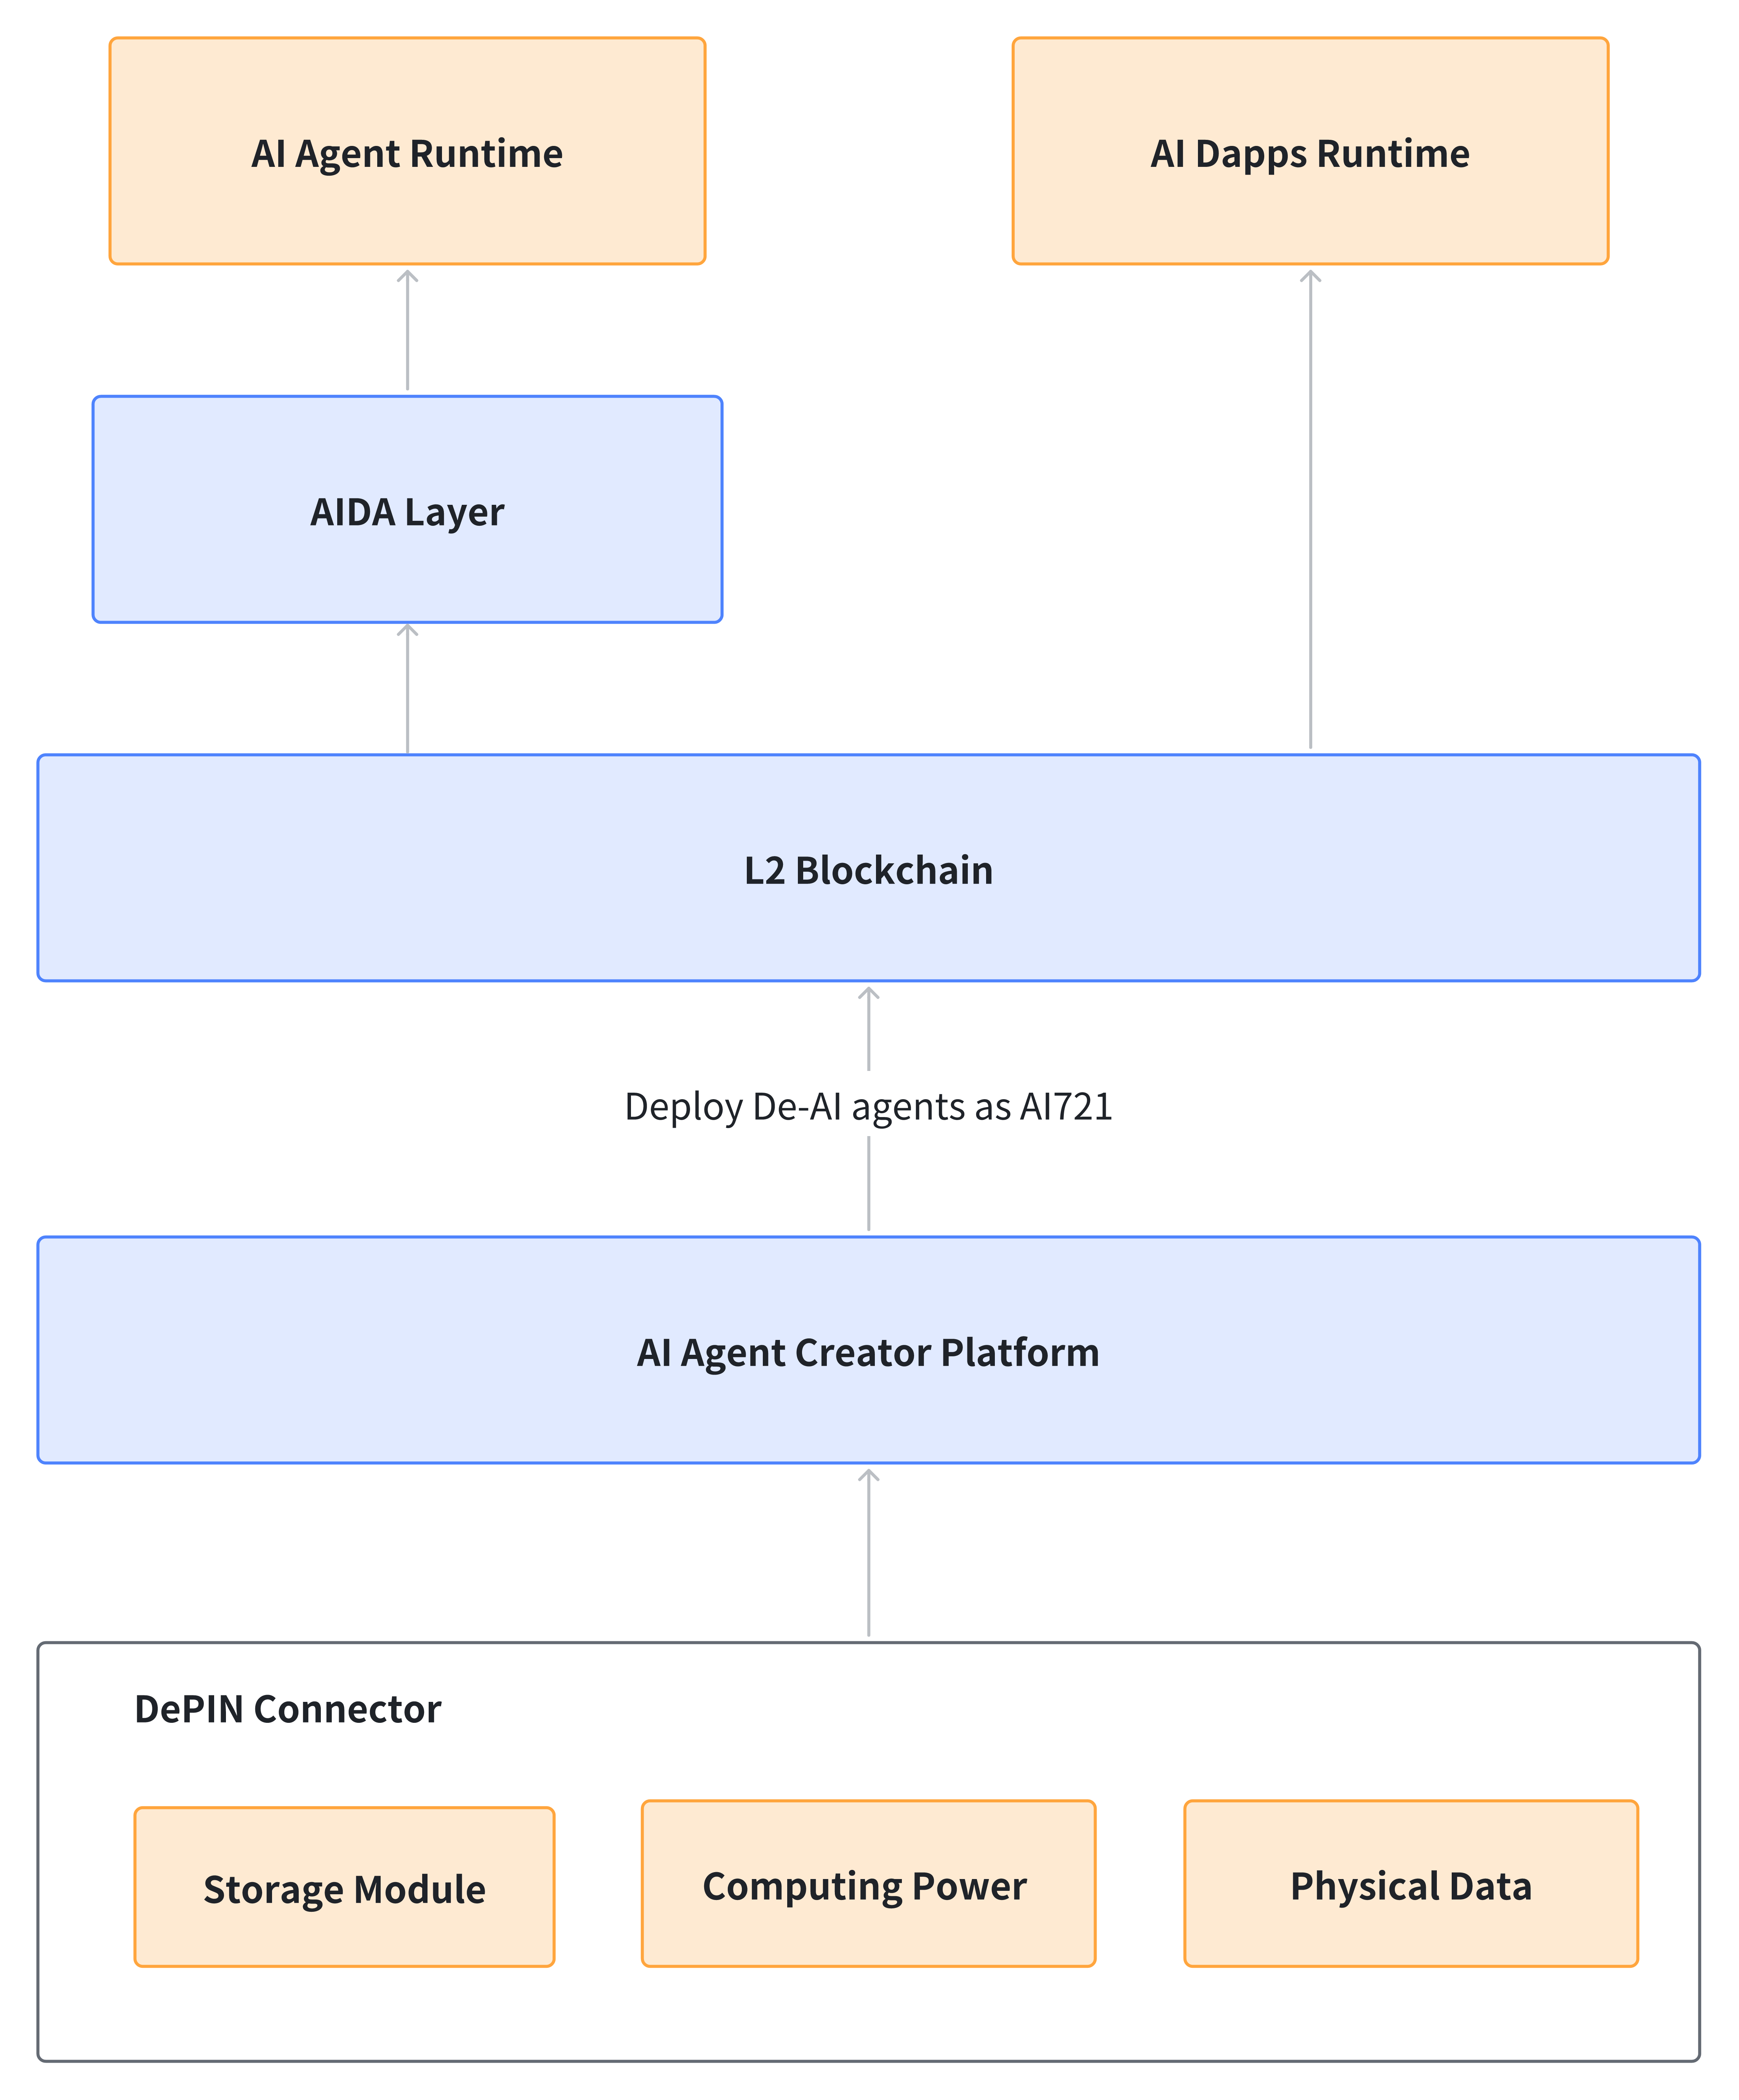 AI Agent Runtime
AI Dapps Runtime
AIDA Layer
L2 Blockchain
Deploy De-AI agents as AI721
AI Agent Creator Platform
DePIN Connector
Storage Module
Computing Power
Physical Data